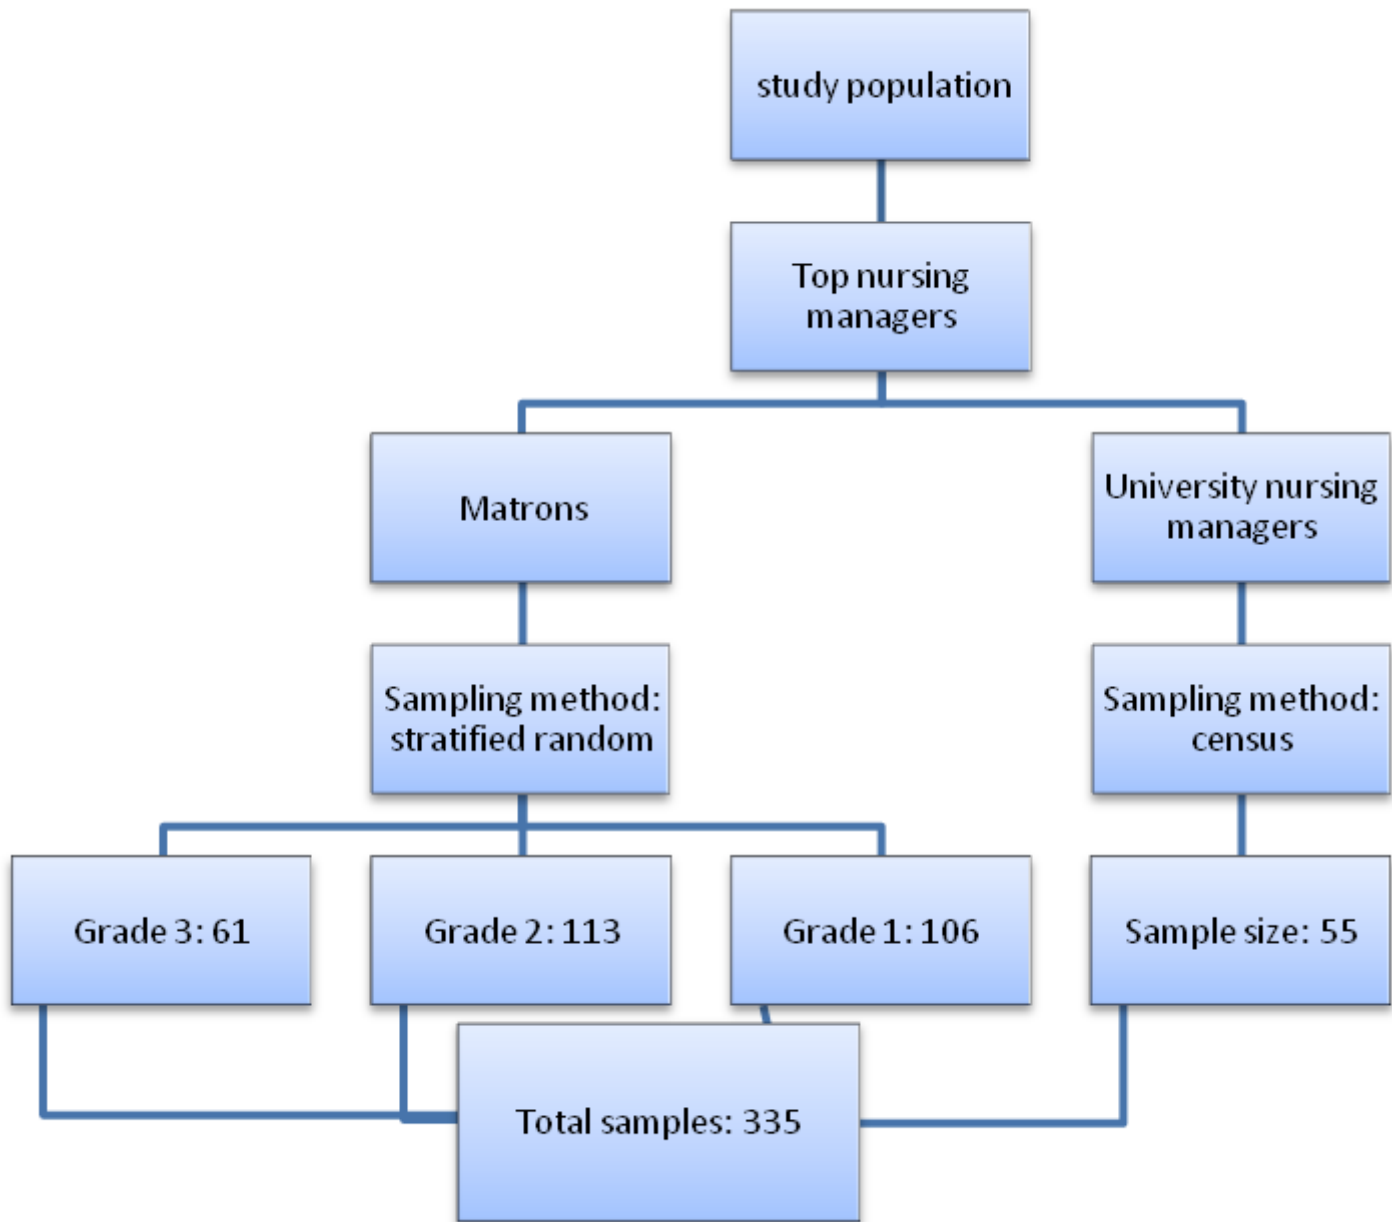 study population
Top nursing
managers
Matrons
University nursing
managers
Sampling method:
stratified random
Sampling method:
census
Grade 3: 61
Grade 2: 113
Grade 1: 106
Sample size: 55
Total samples: 335